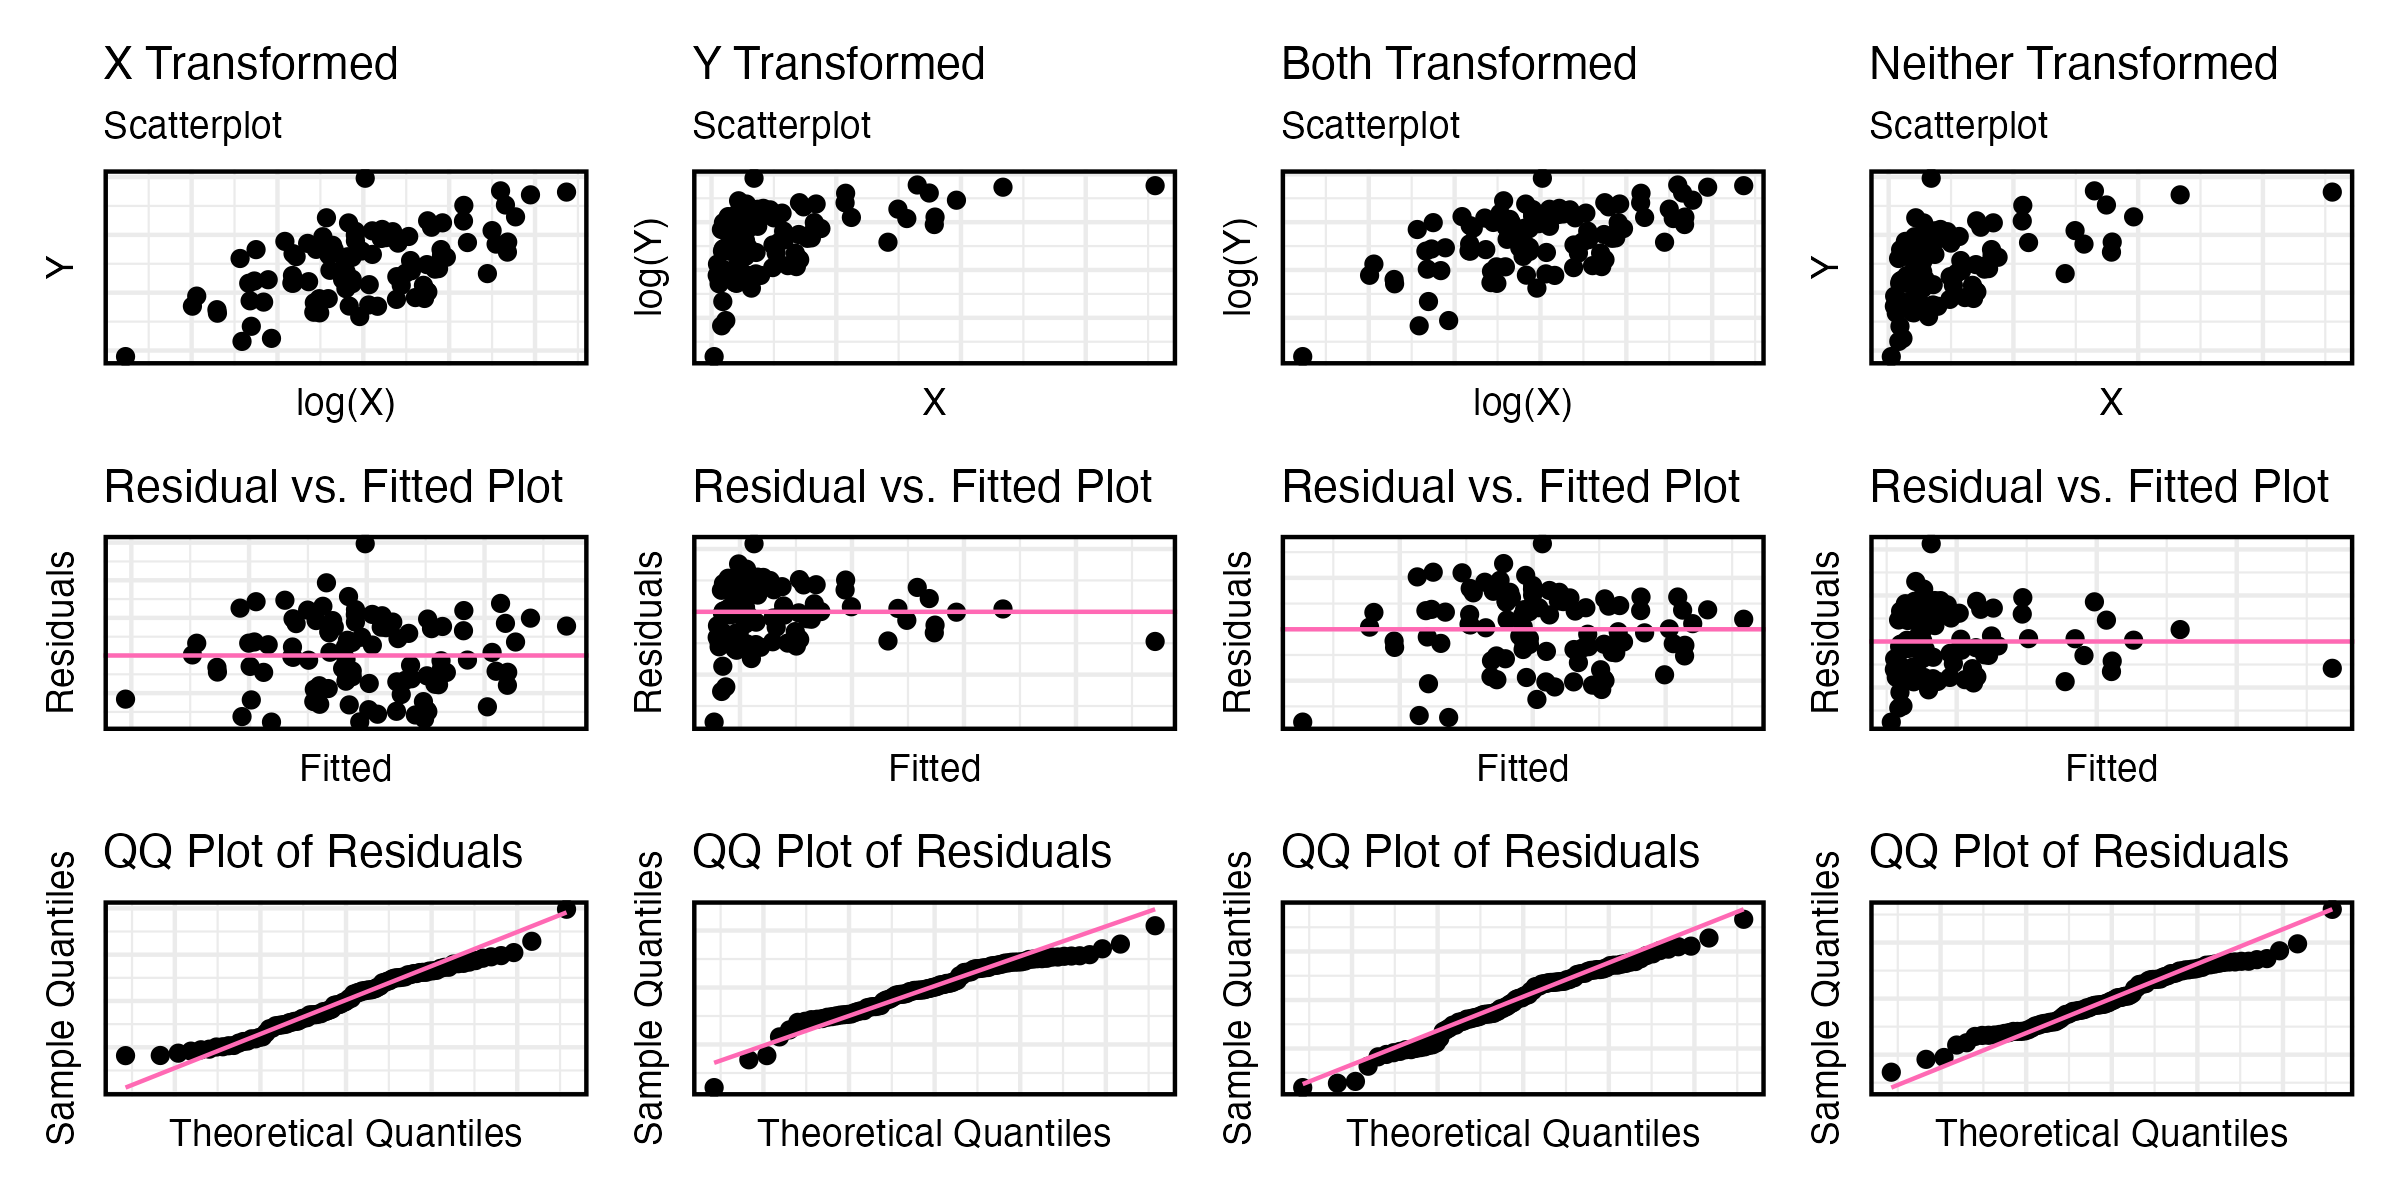 X Transformed
Scatterplot
Y
log(X)
Residual vs. Fitted Plot
Residuals
Fitted
QQ Plot of Residuals
Sample Quantiles
Theoretical Quantiles
Y Transformed
Scatterplot
log(Y)
X
Residual vs. Fitted Plot
Residuals
Fitted
QQ Plot of Residuals
Sample Quantiles
Theoretical Quantiles
Both Transformed
Scatterplot
log(Y)
log(X)
Residual vs. Fitted Plot
Residuals
Fitted
QQ Plot of Residuals
Sample Quantiles
Theoretical Quantiles
Neither Transformed
Scatterplot
Y
X
Residual vs. Fitted Plot
Residuals
Fitted
QQ Plot of Residuals
Sample Quantiles
Theoretical Quantiles